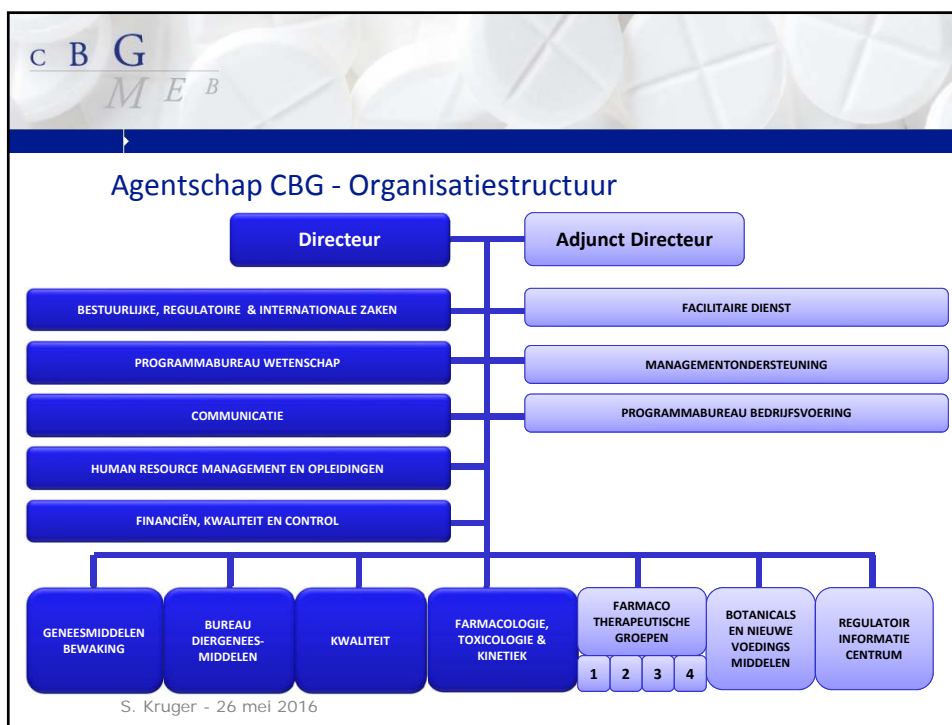 C B G
M E B
Agentschap CBG - Organisatiestructuur
Directeur
Adjunct Directeur
BESTUURLIJKE, REGULATOIRE & INTERNATIONALE ZAKEN
FACILITAIRE DIENST
PROGRAMMABUREAU WETENSCHAP
MANAGEMENTONDERSTEUNING
COMMUNICATIE
PROGRAMMABUREAU BEDRIJFSVOERING
HUMAN RESOURCE MANAGEMENT EN OPLEIDINGEN
FINANCIËN, KWALITEIT EN CONTROL
GENEESMIDDELEN
BEWAKING
BUREAU
DIERGENEES-
MIDDELEN
KWALITEIT
FARMACOLOGIE,
TOXICOLOGIE &
KINETIEK
FARMACO
THERAPEUTISCHE
GROEPEN
1 2 3 4
BOTANICALS
EN NIEUWE
VOEDINGS
MIDDELEN
REGULATOIR
INFORMATIE
CENTRUM
S. Kruger - 26 mei 2016